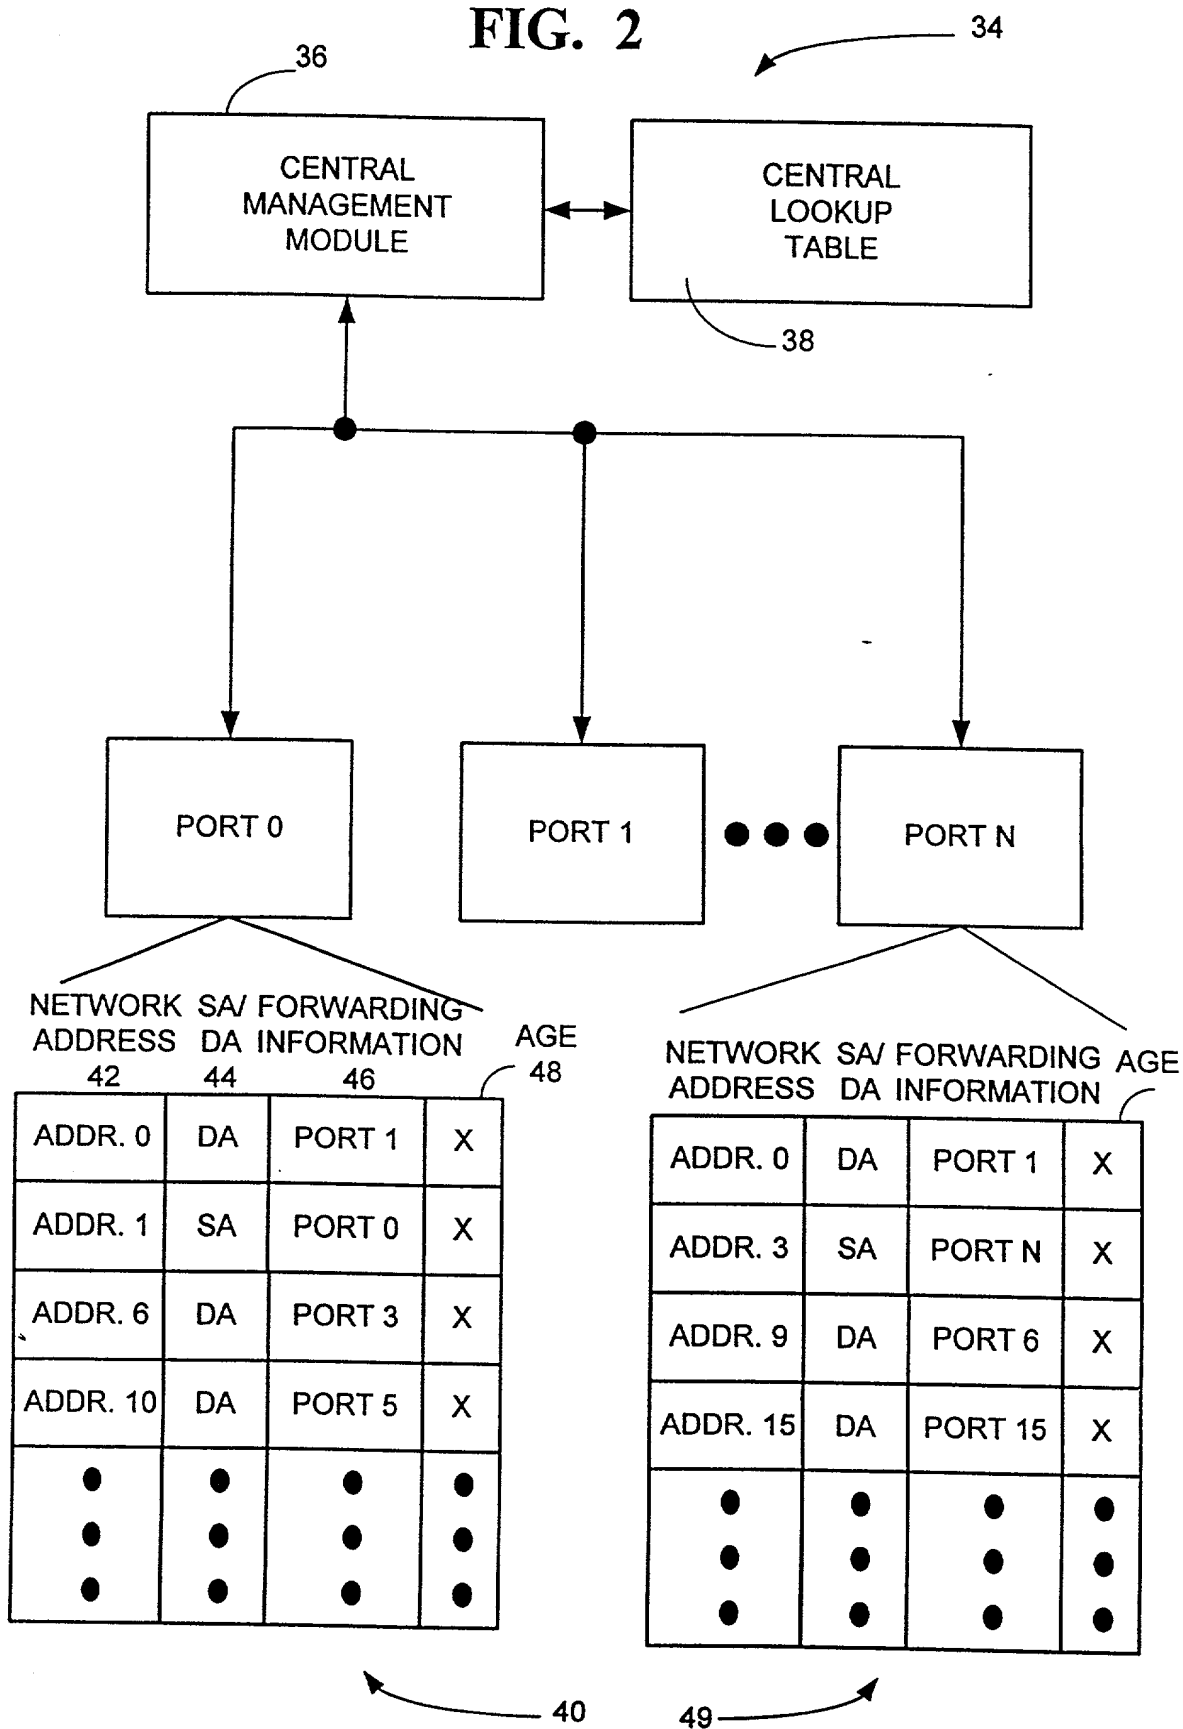 FIG. 2
34
36
CENTRAL
MANAGEMENT
MODULE
CENTRAL
LOOKUP
TABLE
38
PORT 0
PORT 1
PORT N
NETWORK SA/ FORWARDING
ADDRESS DA INFORMATION AGE
42 44 46 48
ADDR. 0 DA PORT 1 X
ADDR. 1 SA PORT 0 X
ADDR. 6 DA PORT 3 X
ADDR. 10 DA PORT 5 X
40
NETWORK SA/ FORWARDING AGE
ADDRESS DA INFORMATION
ADDR. 0 DA PORT 1 X
ADDR. 3 SA PORT N X
ADDR. 9 DA PORT 6 X
ADDR. 15 DA PORT 15 X
49